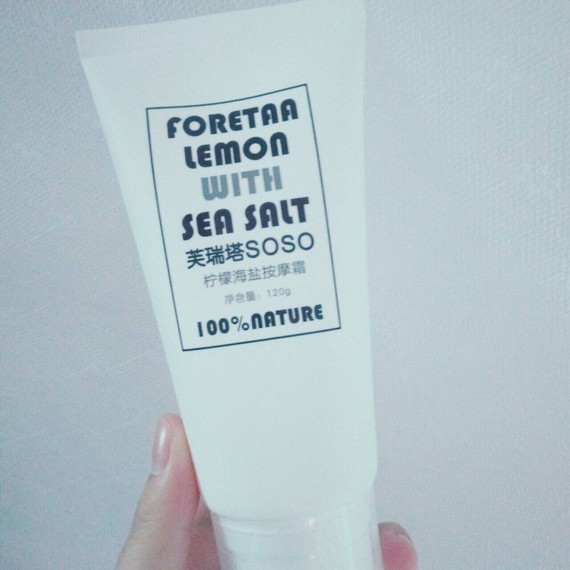 FORETAA
LEMON
WITH
SEA SALT
芙瑞塔SOSO
柠檬海盐按摩霜
净含量：120g
100%NATURE